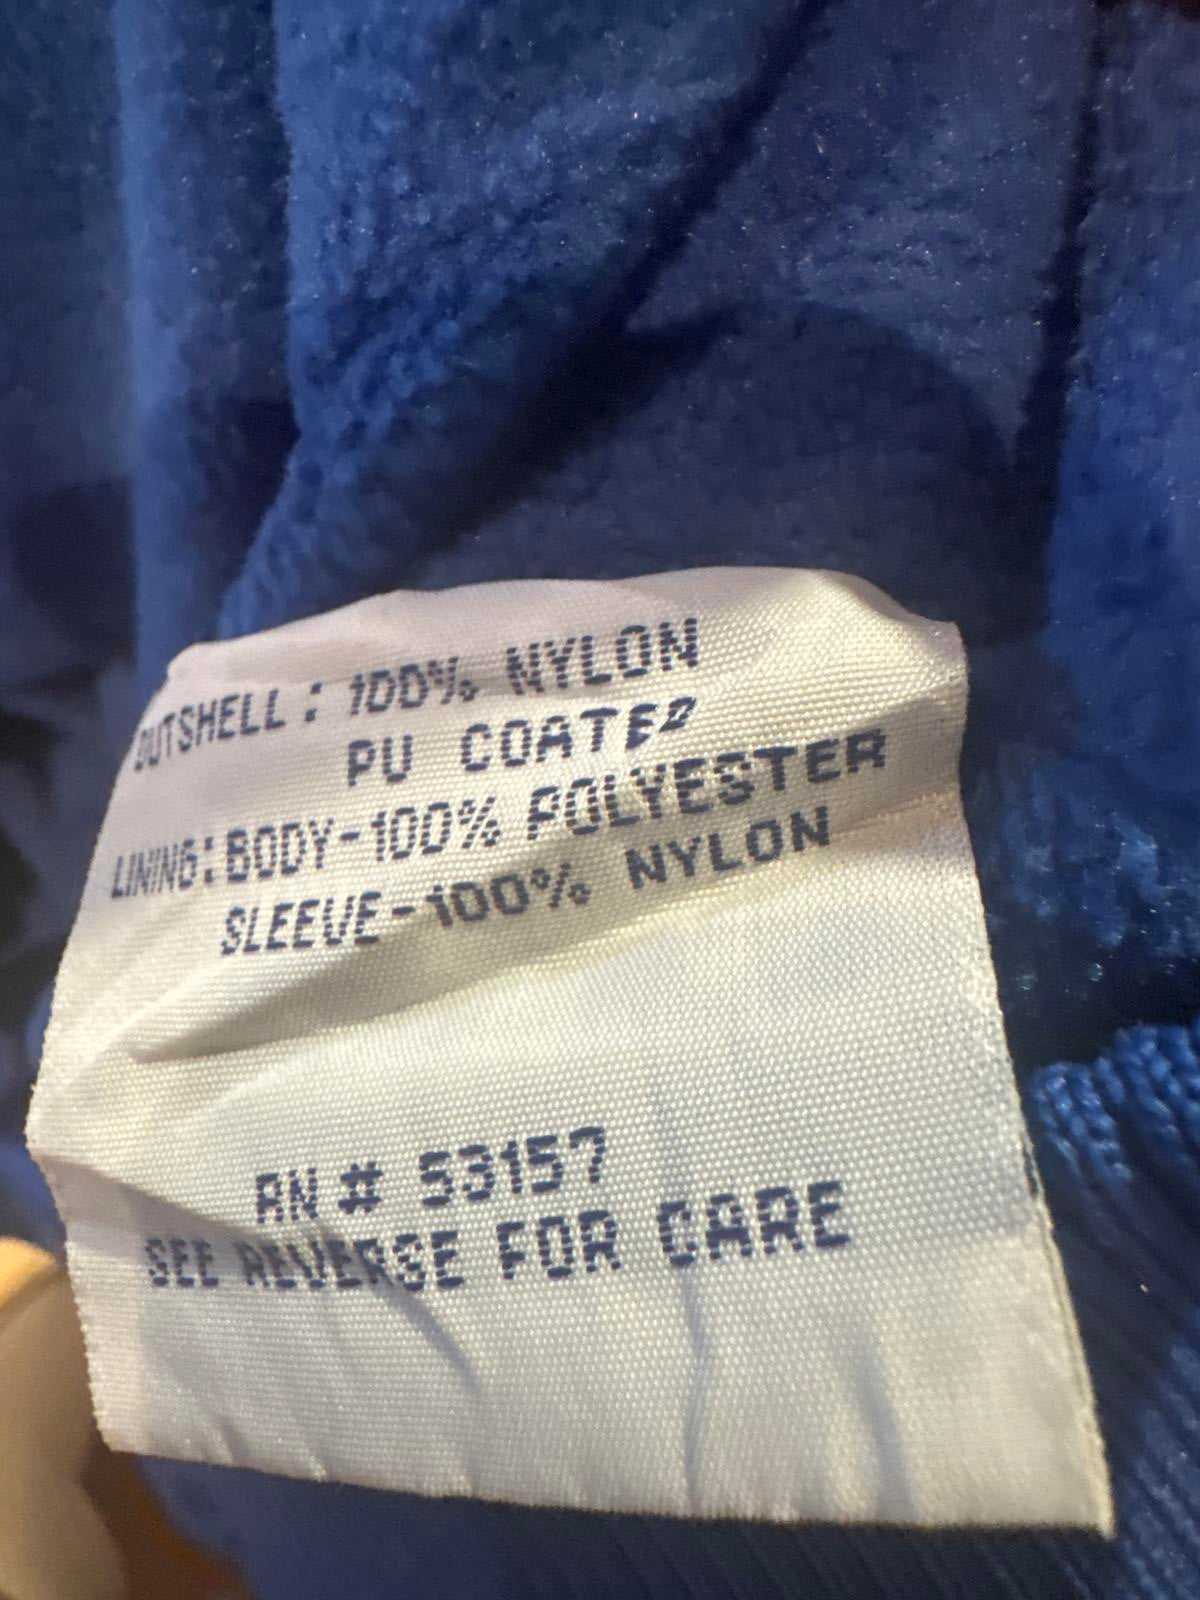 OUTSHELL: 100% NYLON
PU COATED
LINING: BODY-100% POLYESTER
SLEEVE-100% NYLON
RN# 53157
SEE REVERSE FOR CARE